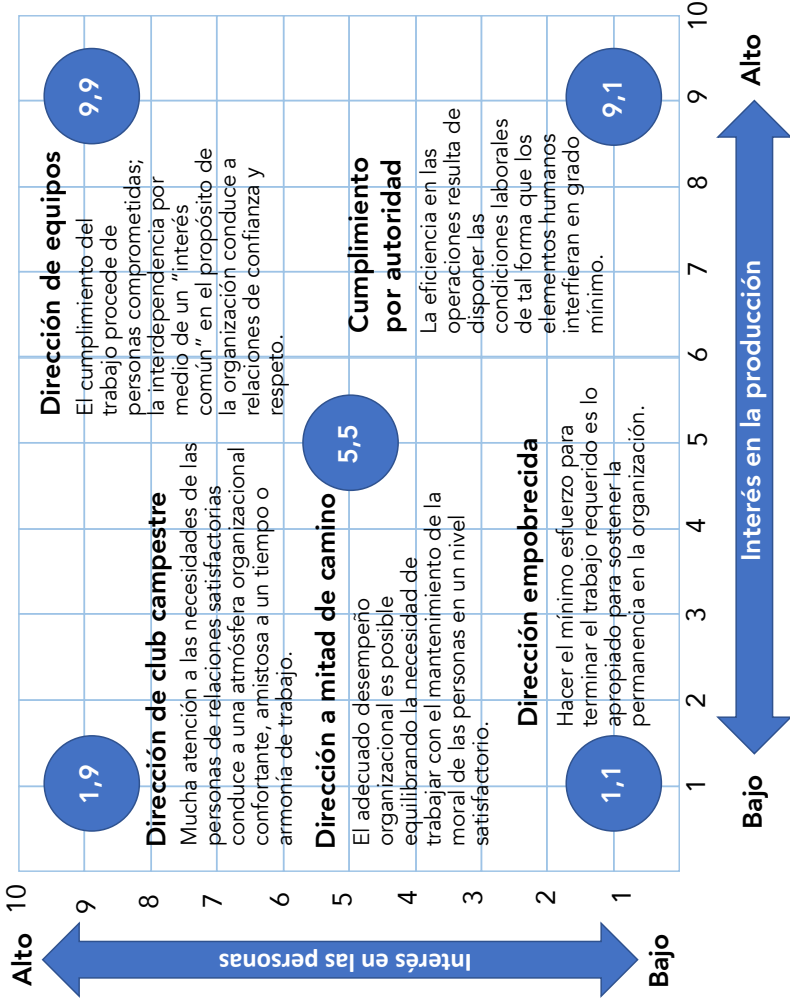 Alto
Interés en las personas
Bajo
10
9
8
7
6
5
4
3
2
1
1,9
Dirección de club campestre
Mucha atención a las necesidades de las
personas de relaciones satisfactorias
conduce a una atmósfera organizacional
confortante, amistosa a un tiempo o
armonía de trabajo.
9,9
Dirección de equipos
El cumplimiento del
trabajo procede de
personas comprometidas;
la interdependencia por
medio de un "interés
común" en el propósito de
la organización conduce a
relaciones de confianza y
respeto.
5,5
Dirección a mitad de camino
El adecuado desempeño
organizacional es posible
equilibrando la necesidad de
trabajar con el mantenimiento de la
moral de las personas en un nivel
satisfactorio.
Dirección empobrecida
Hacer el mínimo esfuerzo para
terminar el trabajo requerido es lo
apropiado para sostener la
permanencia en la organización.
1,1
Cumplimiento
por autoridad
La eficiencia en las
operaciones resulta de
disponer las
condiciones laborales
de tal forma que los
elementos humanos
interfieran en grado
mínimo.
9,1
1
2
3
4
5
6
7
8
9
10
Bajo
Interés en la producción
Alto